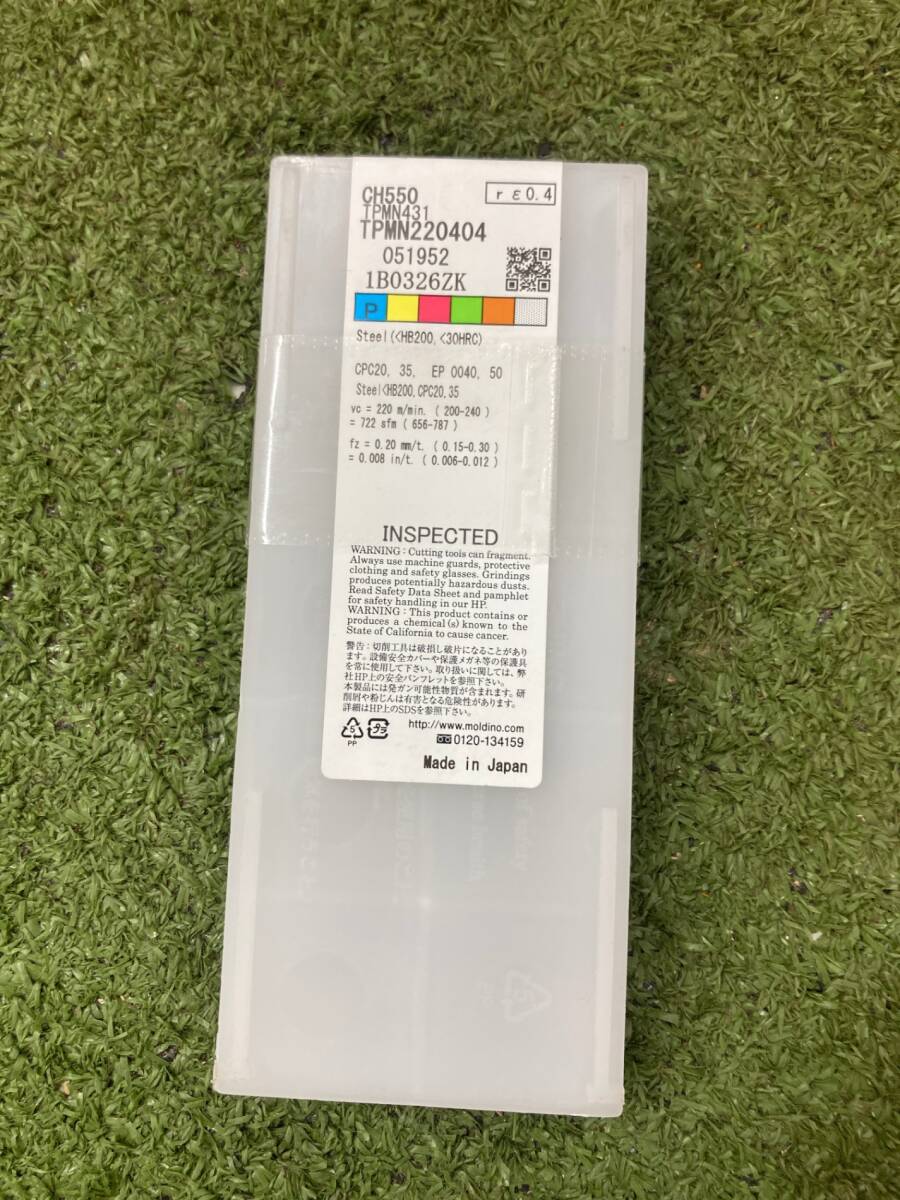 CH550
rε0.4
TPMN431
TPMN220404
051952
1B0326ZK
P
Steel(<HB200,<30HRC)
CPC20, 35, EP 0040, 50
Steel<HB200,CPC20,35
vc = 220 m/min. ( 200-240 )
= 722 sfm ( 656-787 )
fz = 0.20 mm/t. ( 0.15-0.30 )
= 0.008 in/t. ( 0.006-0.012 )
INSPECTED
WARNING : Cutting tools can fragment.
Always use machine guards, protective
clothing and safety glasses. Grindings
produces potentially hazardous dusts.
Read Safety Data Sheet and pamphlet
for safety handling in our HP.
WARNING : This product contains or
produces a chemical (s) known to the
State of California to cause cancer.
警告:切削工具は破損し破片になることがあり
ます。設備安全カバーや保護メガネ等の保護具
を常に使用して下さい。取り扱いに関しては、弊
社HP上の安全パンフレットを参照下さい。
本製品には発ガン可能性物質が含まれます。研
削屑や粉じんは有害となる危険性があります。
詳細はHP上のSDSを参照下さい。
http://www.moldino.com
0120-134159
5
PP
プラ
Made in Japan